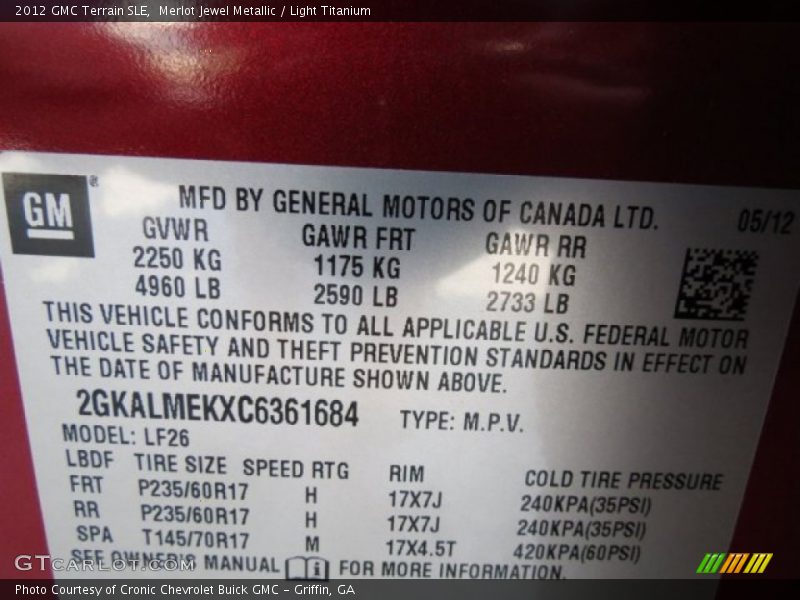 2012 GMC Terrain SLE, Merlot Jewel Metallic / Light Titanium
GM®
MFD BY GENERAL MOTORS OF CANADA LTD. 05/12
GVWR GAWR FRT GAWR RR
2250 KG 1175 KG 1240 KG
4960 LB 2590 LB 2733 LB
THIS VEHICLE CONFORMS TO ALL APPLICABLE U.S. FEDERAL MOTOR
VEHICLE SAFETY AND THEFT PREVENTION STANDARDS IN EFFECT ON
THE DATE OF MANUFACTURE SHOWN ABOVE.
2GKALMEKXC6361684 TYPE: M.P.V.
MODEL: LF26
LBDF TIRE SIZE SPEED RTG RIM COLD TIRE PRESSURE
FRT P235/60R17 H 17X7J 240KPA(35PSI)
RR P235/60R17 H 17X7J 240KPA(35PSI)
SPA T145/70R17 M 17X4.5T 420KPA(60PSI)
SEE OWNER'S MANUAL FOR MORE INFORMATION.
GTcarlot.com
Photo Courtesy of Cronic Chevrolet Buick GMC - Griffin, GA